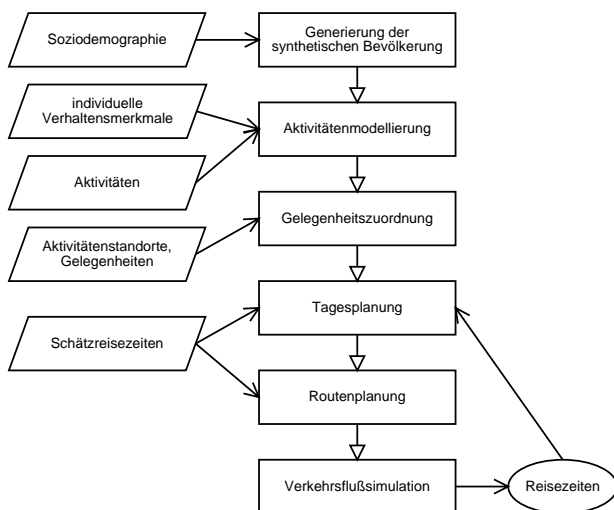 Soziodemographie
Generierung der
synthetischen Bevölkerung
individuelle
Verhaltensmerkmale
Aktivitätenmodellierung
Aktivitäten
Gelegenheitszuordnung
Aktivitätenstandorte,
Gelegenheiten
Tagesplanung
Schätzreisezeiten
Routenplanung
Verkehrsflußsimulation
Reisezeiten